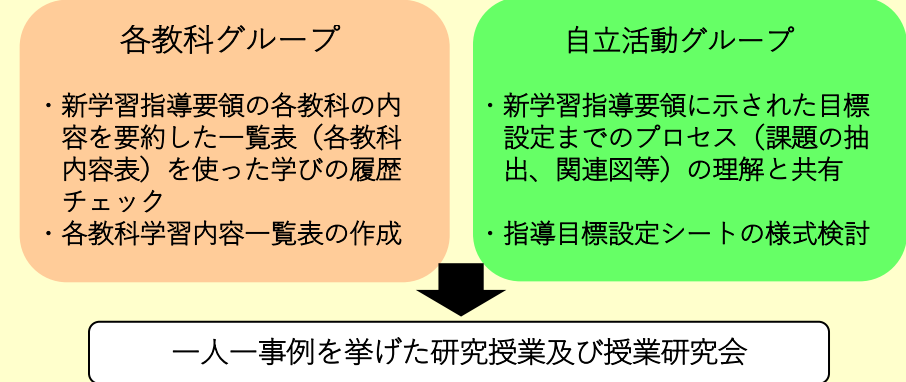 各教科グループ
・新学習指導要領の各教科の内
容を要約した一覧表（各教科
内容表）を使った学びの履歴
チェック
・各教科学習内容一覧表の作成
自立活動グループ
・新学習指導要領に示された目標
設定までのプロセス（課題の抽
出、関連図等）の理解と共有
・指導目標設定シートの様式検討
一人一事例を挙げた研究授業及び授業研究会